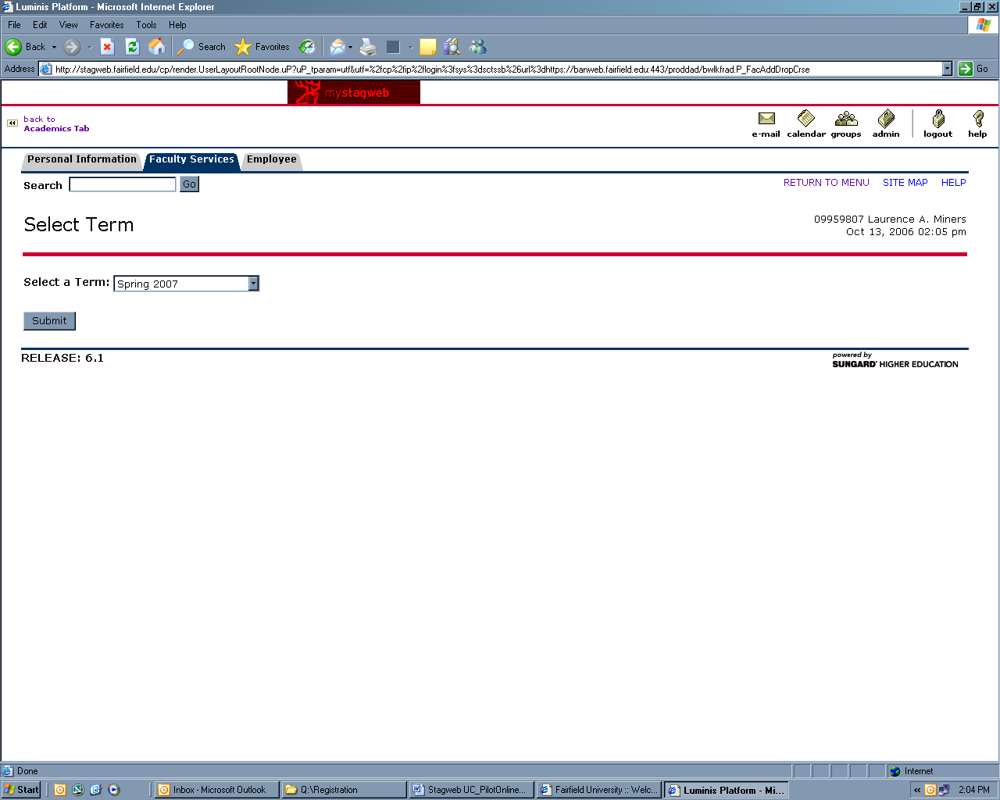 Luminis Platform - Microsoft Internet Explorer
File Edit View Favorites Tools Help
Back Search Favorites
Address http://stagweb.fairfield.edu/cp/render.UserLayoutRootNode.uP?uP_tparam=utf&utf=%2fcp%2fip%2flogin%3fsys%3dsctssb%26url%3dhttps://banweb.fairfield.edu:443/proddad/bwlkfrad.P_FacAddDropCrse Go
mystagweb
back to
Academics Tab
e-mail calendar groups admin logout help
Personal Information Faculty Services Employee
Search Go RETURN TO MENU SITE MAP HELP
Select Term
09959807 Laurence A. Miners
Oct 13, 2006 02:05 pm
Select a Term: Spring 2007
Submit
RELEASE: 6.1
powered by
SUNGARD® HIGHER EDUCATION
Done Internet
Start Inbox - Microsoft Outlook Q:\Registration Stagweb UC_PilotOnline... Fairfield University :: Welc... Luminis Platform - Mi... « 2:04 PM